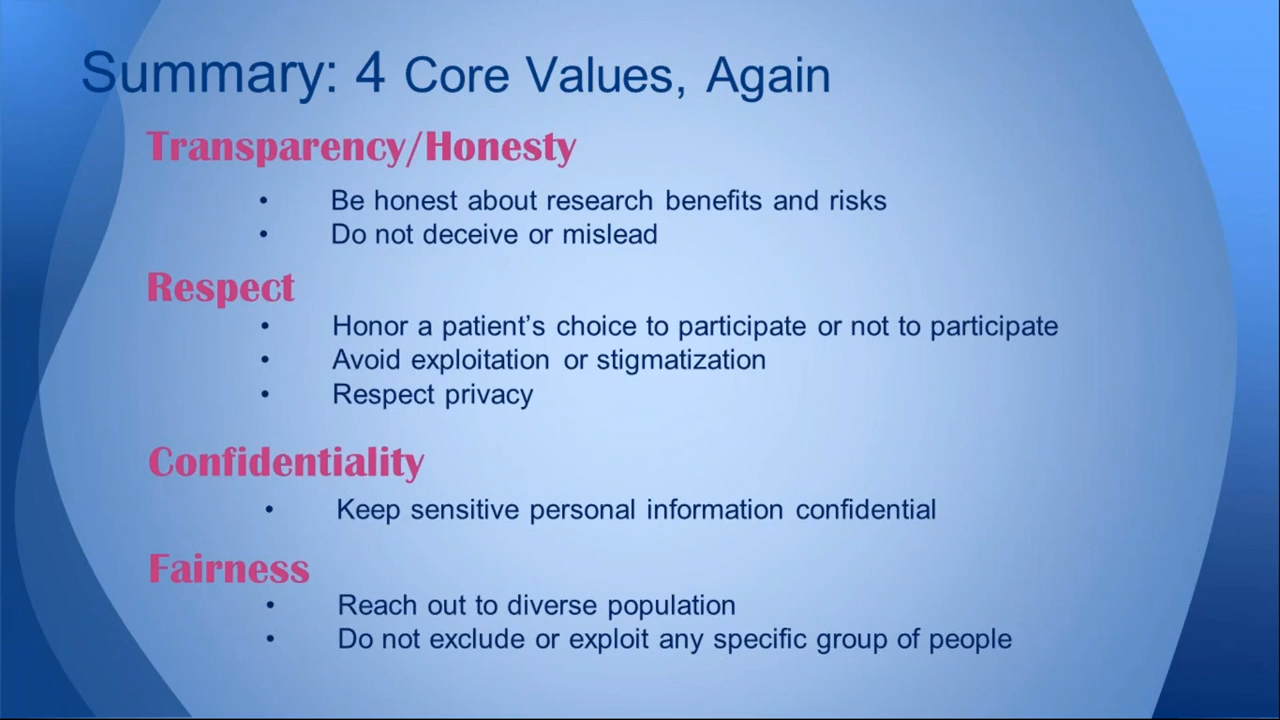 Summary: 4 Core Values, Again
Transparency/Honesty
• Be honest about research benefits and risks
• Do not deceive or mislead
Respect
• Honor a patient’s choice to participate or not to participate
• Avoid exploitation or stigmatization
• Respect privacy
Confidentiality
• Keep sensitive personal information confidential
Fairness
• Reach out to diverse population
• Do not exclude or exploit any specific group of people